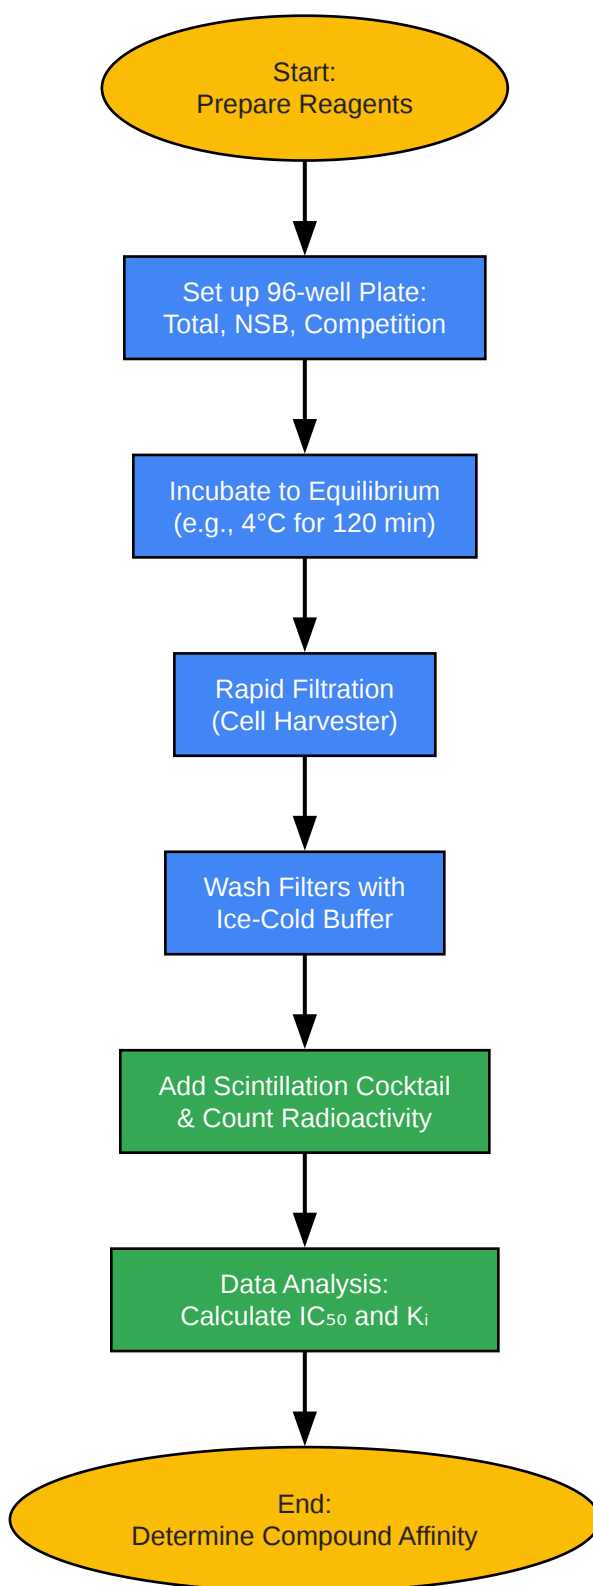 Start:
Prepare Reagents
Set up 96-well Plate:
Total, NSB, Competition
Incubate to Equilibrium
(e.g., 4°C for 120 min)
Rapid Filtration
(Cell Harvester)
Wash Filters with
Ice-Cold Buffer
Add Scintillation Cocktail
& Count Radioactivity
Data Analysis:
Calculate IC₅₀ and Kᵢ
End:
Determine Compound Affinity